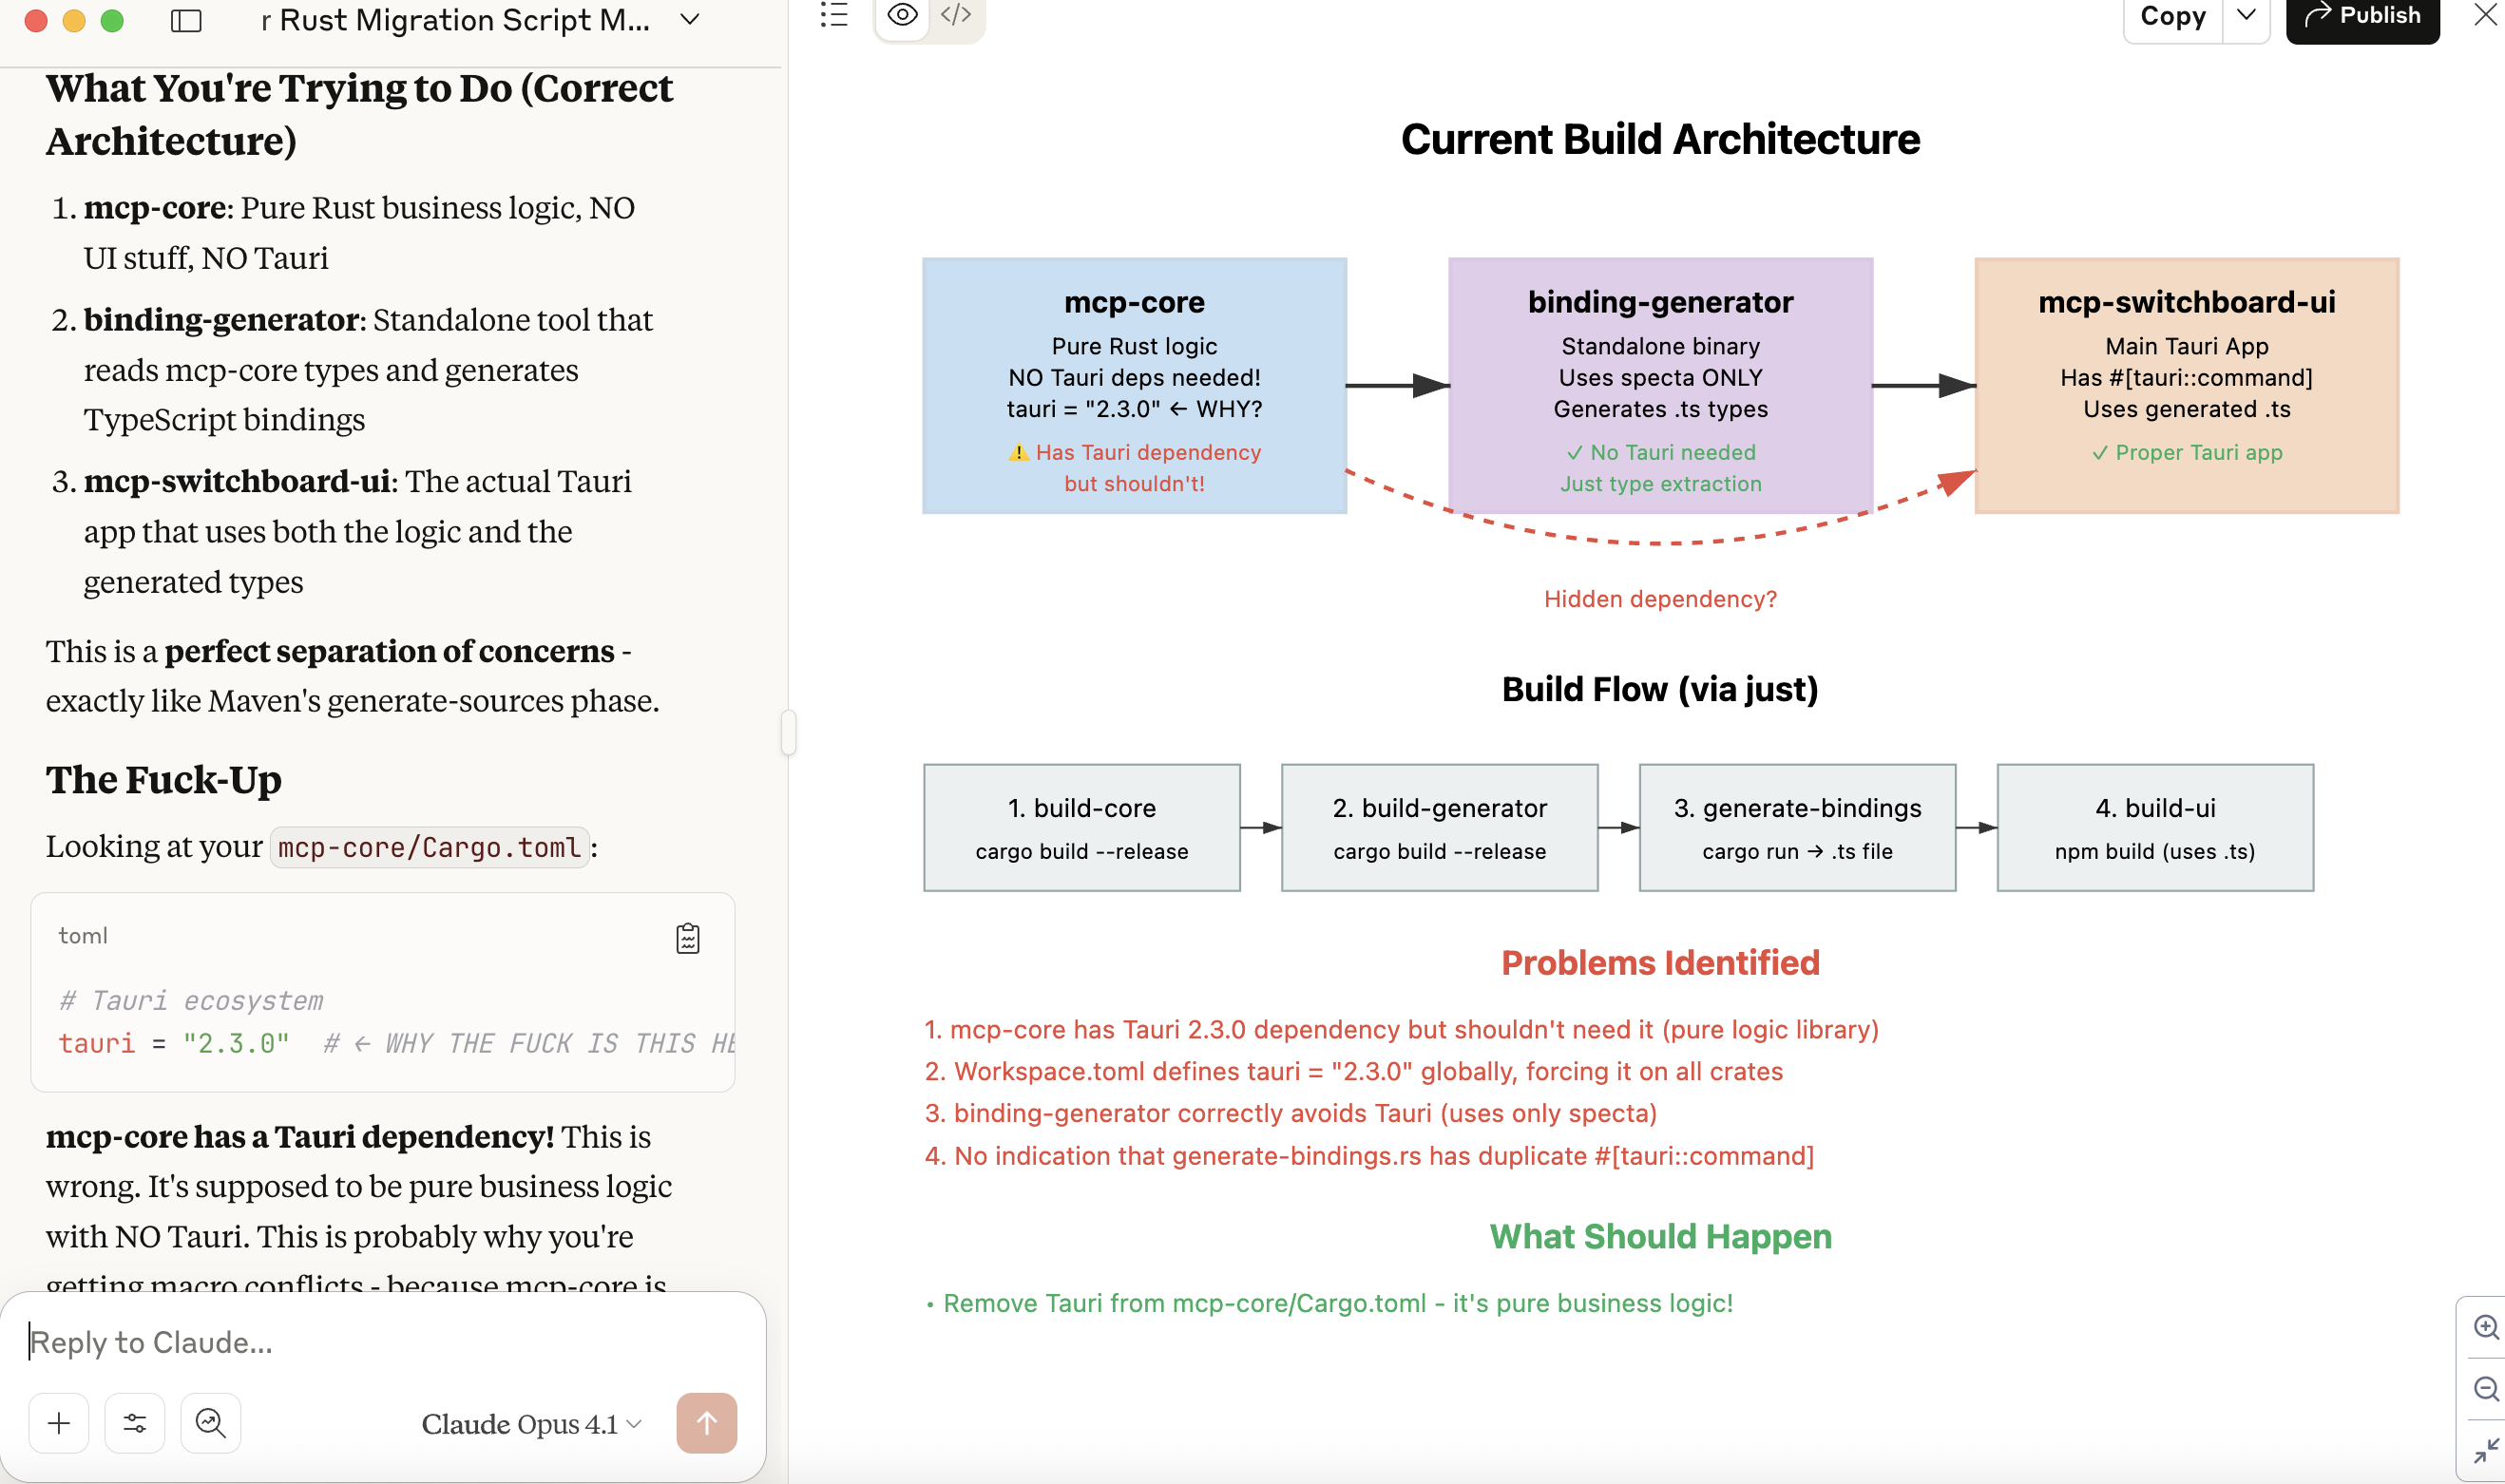 r Rust Migration Script M...
What You're Trying to Do (Correct
Architecture)
1. mcp-core: Pure Rust business logic, NO
UI stuff, NO Tauri
2. binding-generator: Standalone tool that
reads mcp-core types and generates
TypeScript bindings
3. mcp-switchboard-ui: The actual Tauri
app that uses both the logic and the
generated types
This is a perfect separation of concerns -
exactly like Maven's generate-sources phase.
The Fuck-Up
Looking at your mcp-core/Cargo.toml:
toml
# Tauri ecosystem
tauri = "2.3.0"  # ← WHY THE FUCK IS THIS HE
mcp-core has a Tauri dependency! This is
wrong. It's supposed to be pure business logic
with NO Tauri. This is probably why you're
getting macro conflicts - because mcp-core is
Reply to Claude...
Claude Opus 4.1
Copy
Publish
Current Build Architecture
mcp-core
Pure Rust logic
NO Tauri deps needed!
tauri = "2.3.0" ← WHY?
⚠️ Has Tauri dependency
but shouldn't!
binding-generator
Standalone binary
Uses specta ONLY
Generates .ts types
✓ No Tauri needed
Just type extraction
mcp-switchboard-ui
Main Tauri App
Has #[tauri::command]
Uses generated .ts
✓ Proper Tauri app
Hidden dependency?
Build Flow (via just)
1. build-core
cargo build --release
2. build-generator
cargo build --release
3. generate-bindings
cargo run → .ts file
4. build-ui
npm build (uses .ts)
Problems Identified
1. mcp-core has Tauri 2.3.0 dependency but shouldn't need it (pure logic library)
2. Workspace.toml defines tauri = "2.3.0" globally, forcing it on all crates
3. binding-generator correctly avoids Tauri (uses only specta)
4. No indication that generate-bindings.rs has duplicate #[tauri::command]
What Should Happen
• Remove Tauri from mcp-core/Cargo.toml - it's pure business logic!